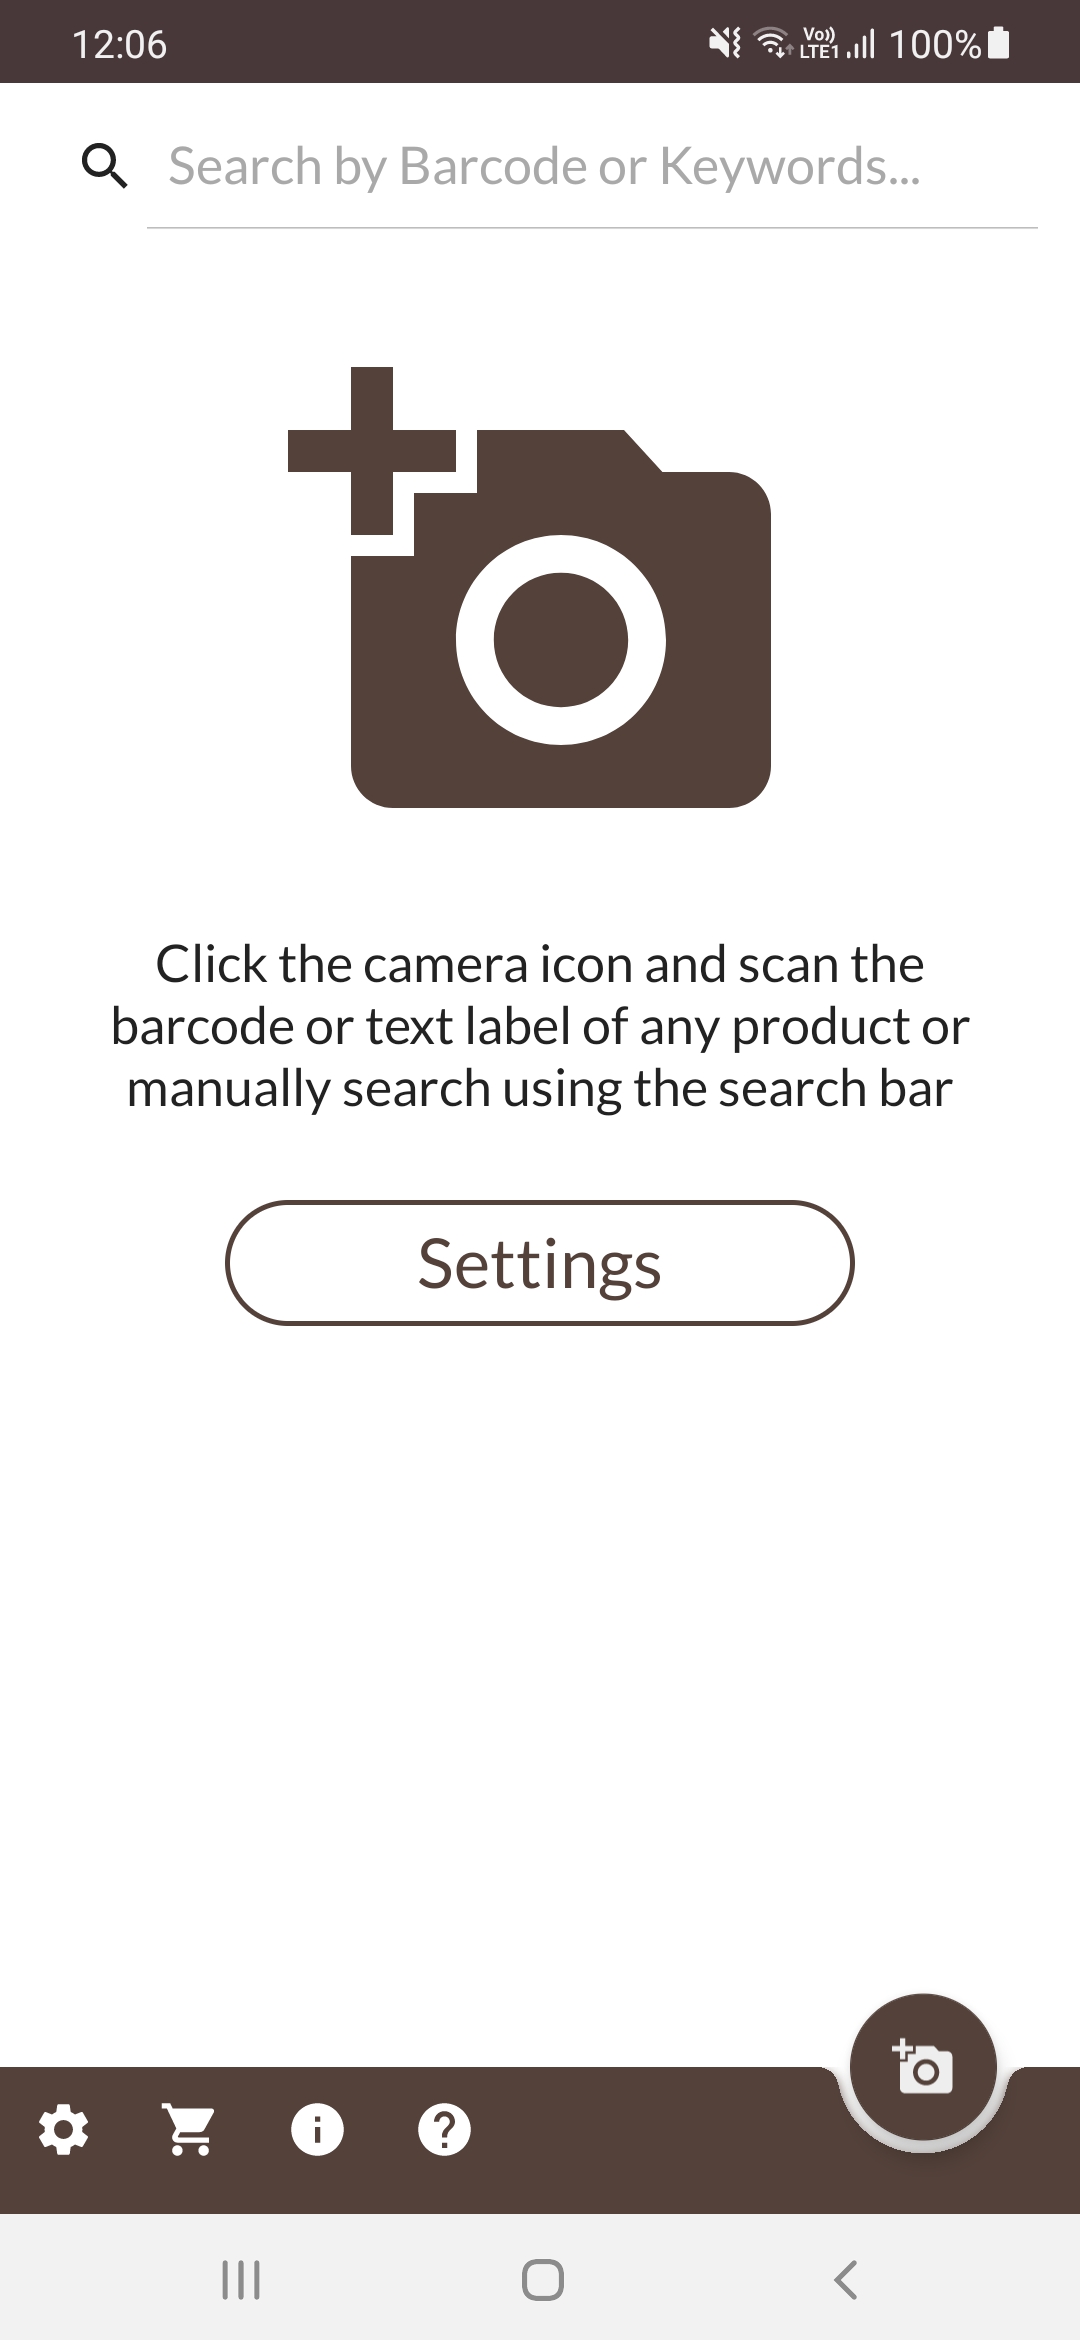 12:06
Vo)) LTE1 100%
Search by Barcode or Keywords...
Click the camera icon and scan the
barcode or text label of any product or
manually search using the search bar
Settings